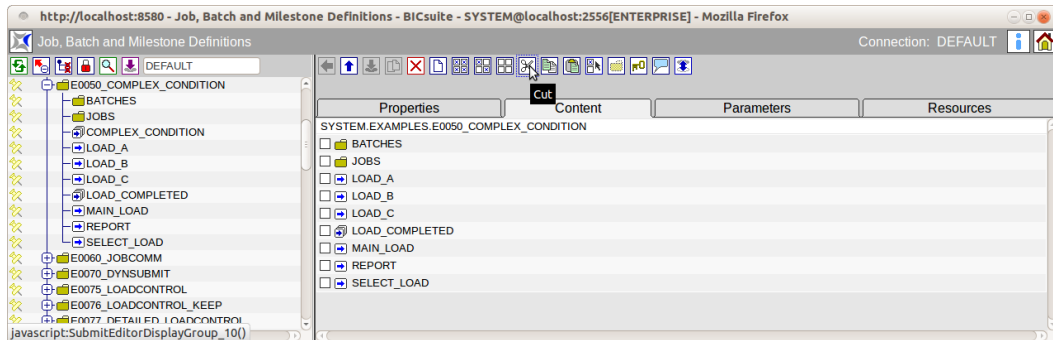 http://localhost:8580 - Job, Batch and Milestone Definitions - BICsuite - SYSTEM@localhost:2556[ENTERPRISE] - Mozilla Firefox
Job, Batch and Milestone Definitions
Connection: DEFAULT
DEFAULT
E0050_COMPLEX_CONDITION
BATCHES
JOBS
COMPLEX_CONDITION
LOAD_A
LOAD_B
LOAD_C
LOAD_COMPLETED
MAIN_LOAD
REPORT
SELECT_LOAD
E0060_JOBCOMM
E0070_DYNSUBMIT
E0075_LOADCONTROL
E0076_LOADCONTROL_KEEP
E0077_DETAILED_LOADCONTROL
javascript:SubmitEditorDisplayGroup_10()
Cut
Properties Content Parameters Resources
SYSTEM.EXAMPLES.E0050_COMPLEX_CONDITION
BATCHES
JOBS
LOAD_A
LOAD_B
LOAD_C
LOAD_COMPLETED
MAIN_LOAD
REPORT
SELECT_LOAD